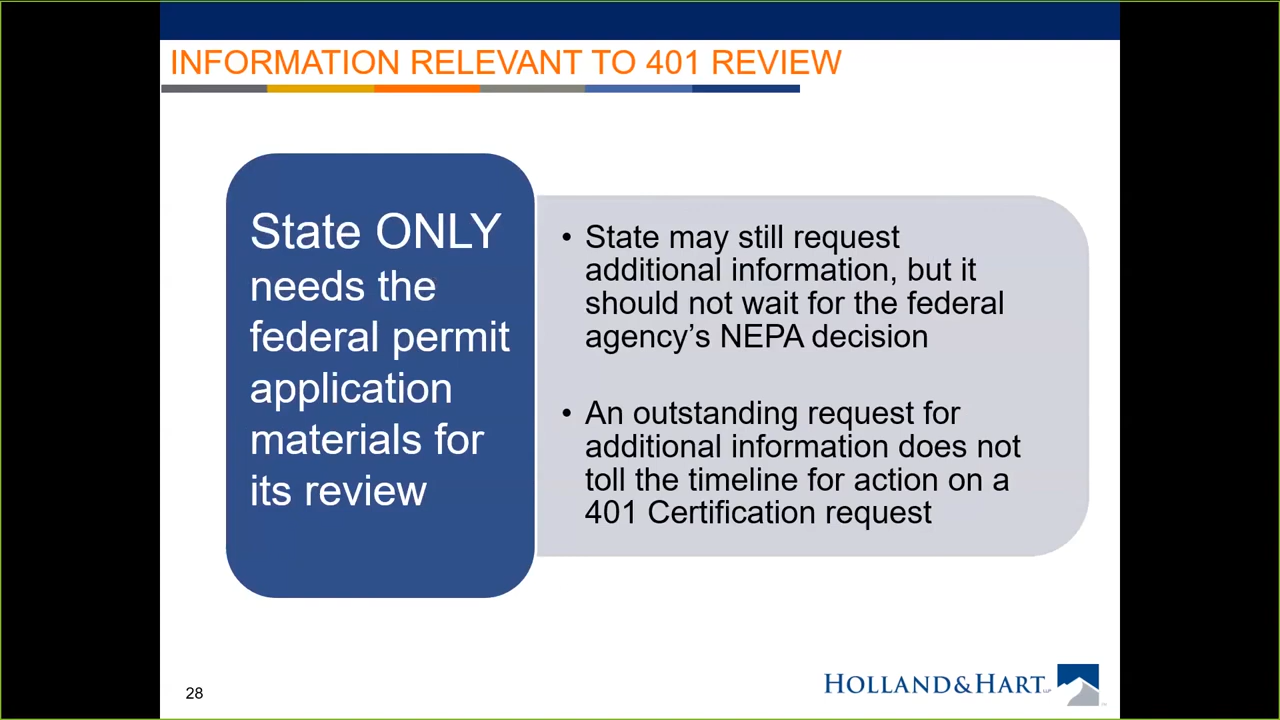 INFORMATION RELEVANT TO 401 REVIEW
State ONLY
needs the
federal permit
application
materials for
its review
• State may still request
additional information, but it
should not wait for the federal
agency’s NEPA decision
• An outstanding request for
additional information does not
toll the timeline for action on a
401 Certification request
28
HOLLAND & HART LLP